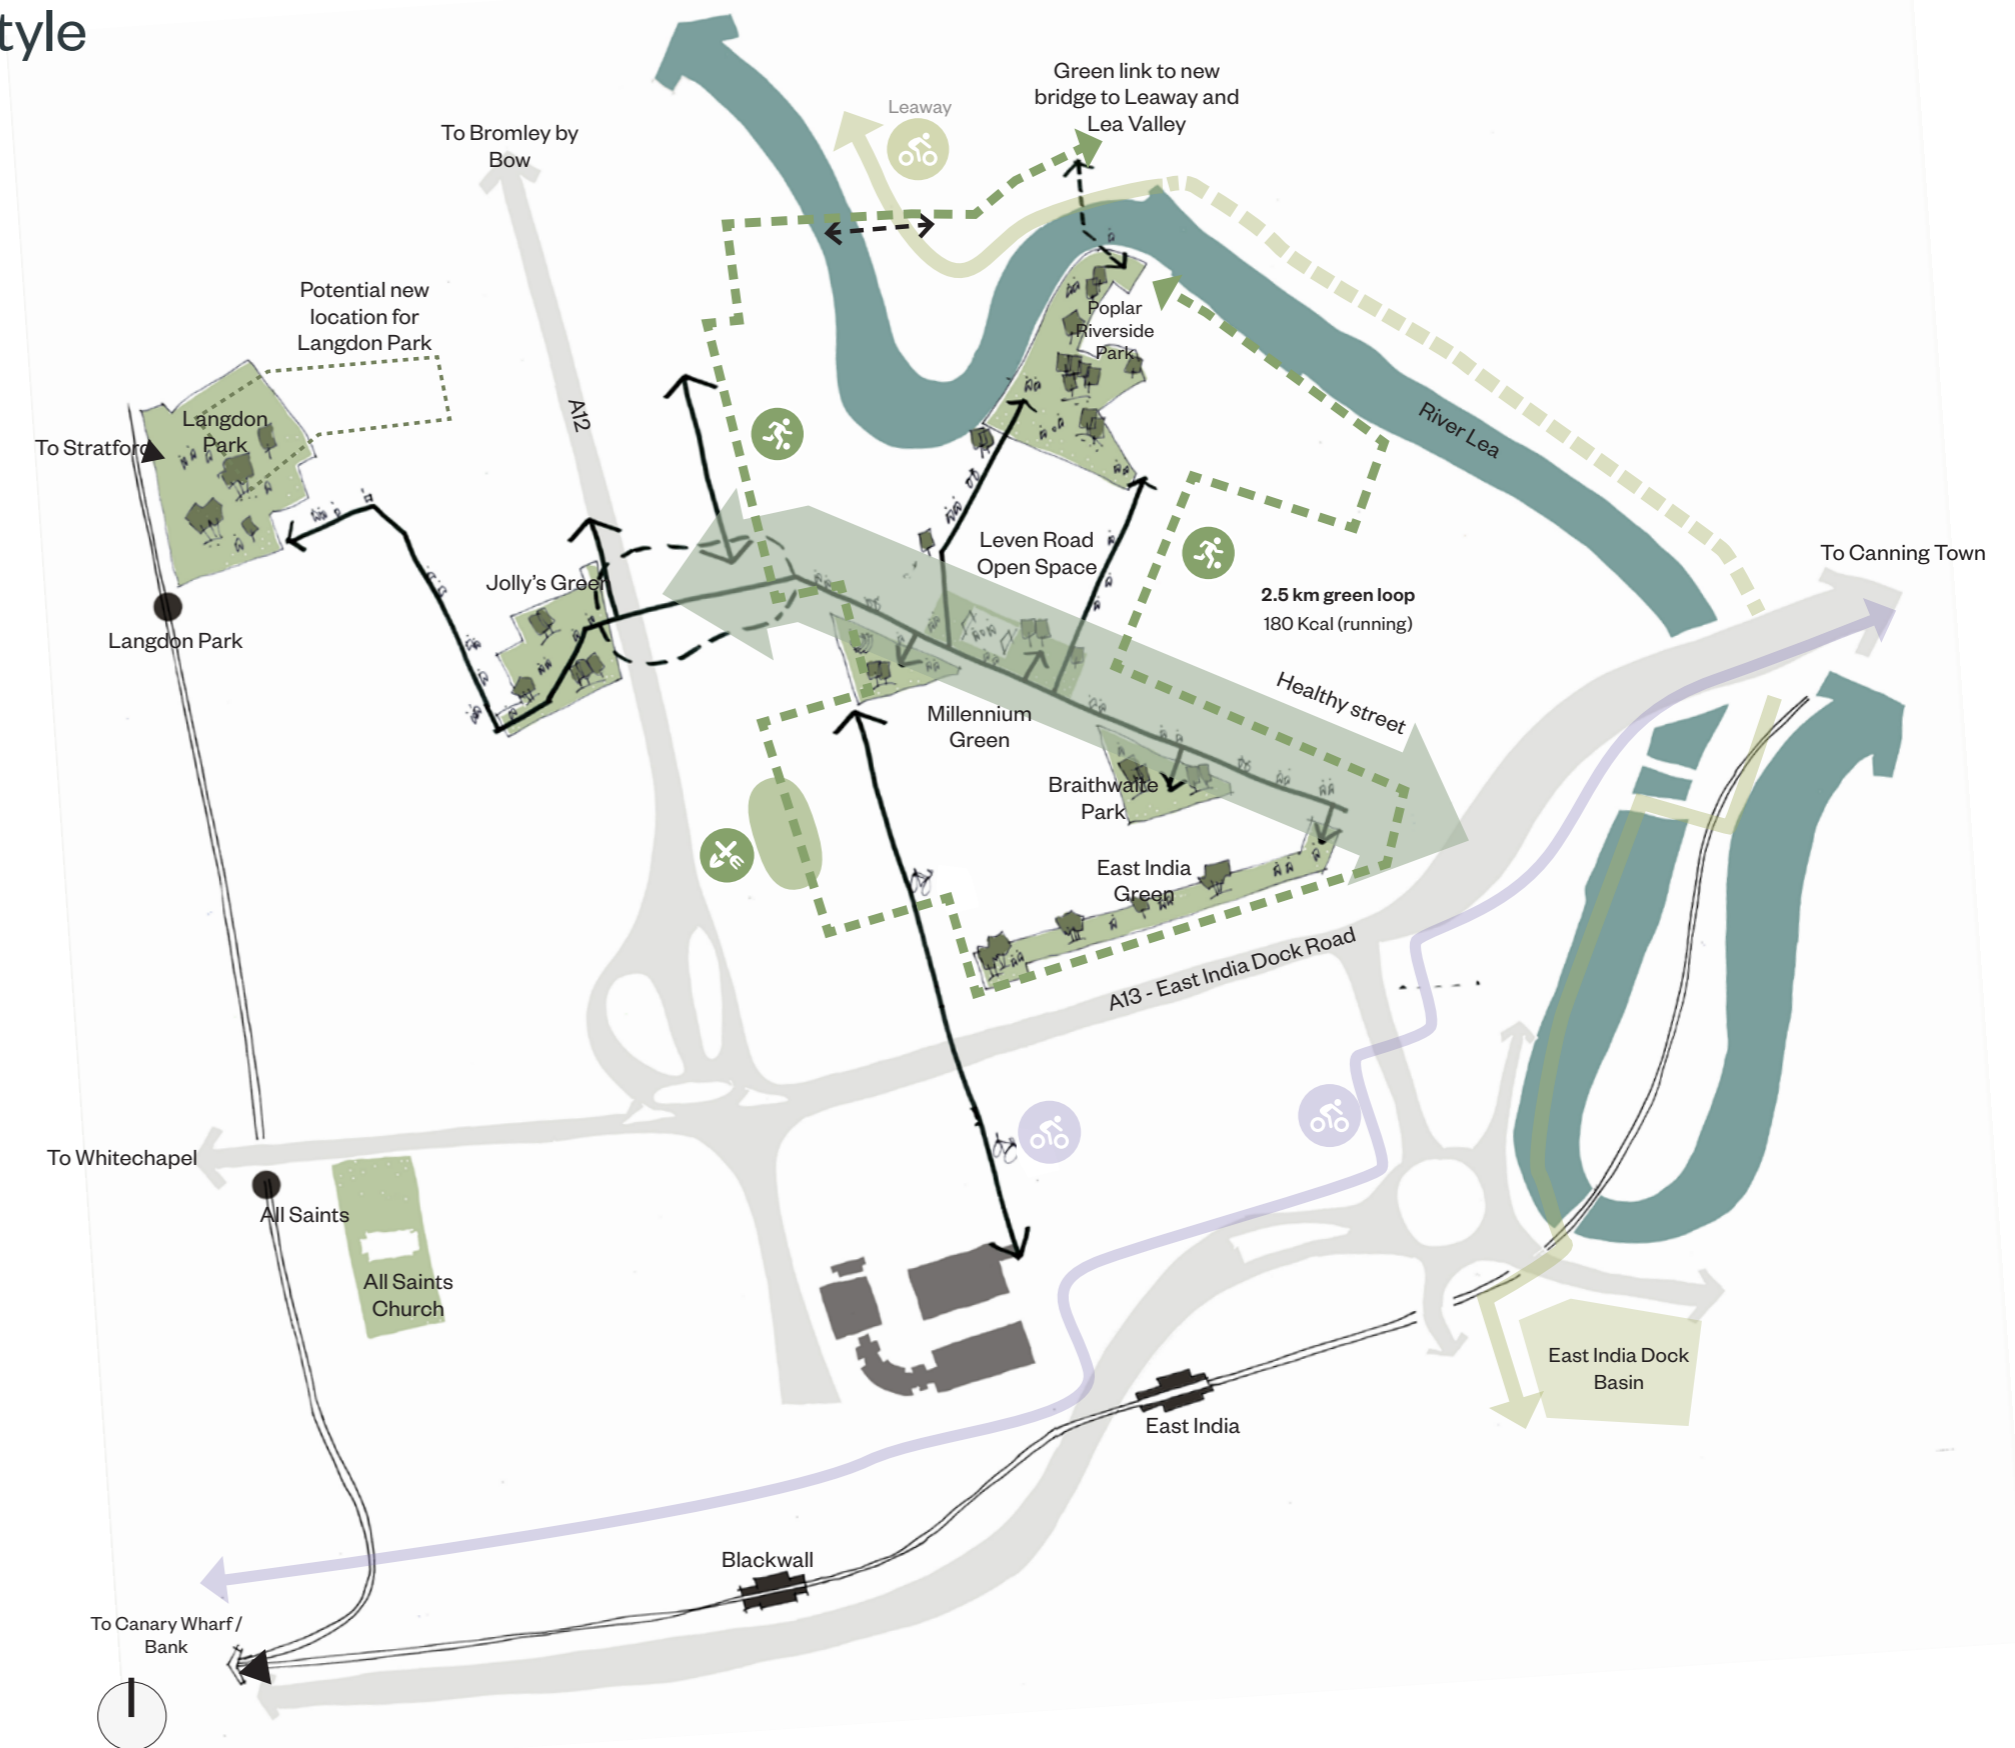 tyle
Green link to new
bridge to Leaway and
Lea Valley
Leaway
To Bromley by
Bow
Potential new
location for
Langdon Park
Poplar
Riverside
Park
A12
Langdon
Park
To Stratford
River Lea
Leven Road
Open Space
To Canning Town
Jolly's Green
2.5 km green loop
180 Kcal (running)
Langdon Park
Healthy street
Millennium
Green
Braithwaite
Park
East India
Green
A13 - East India Dock Road
To Whitechapel
All Saints
All Saints
Church
East India Dock
Basin
East India
Blackwall
To Canary Wharf /
Bank